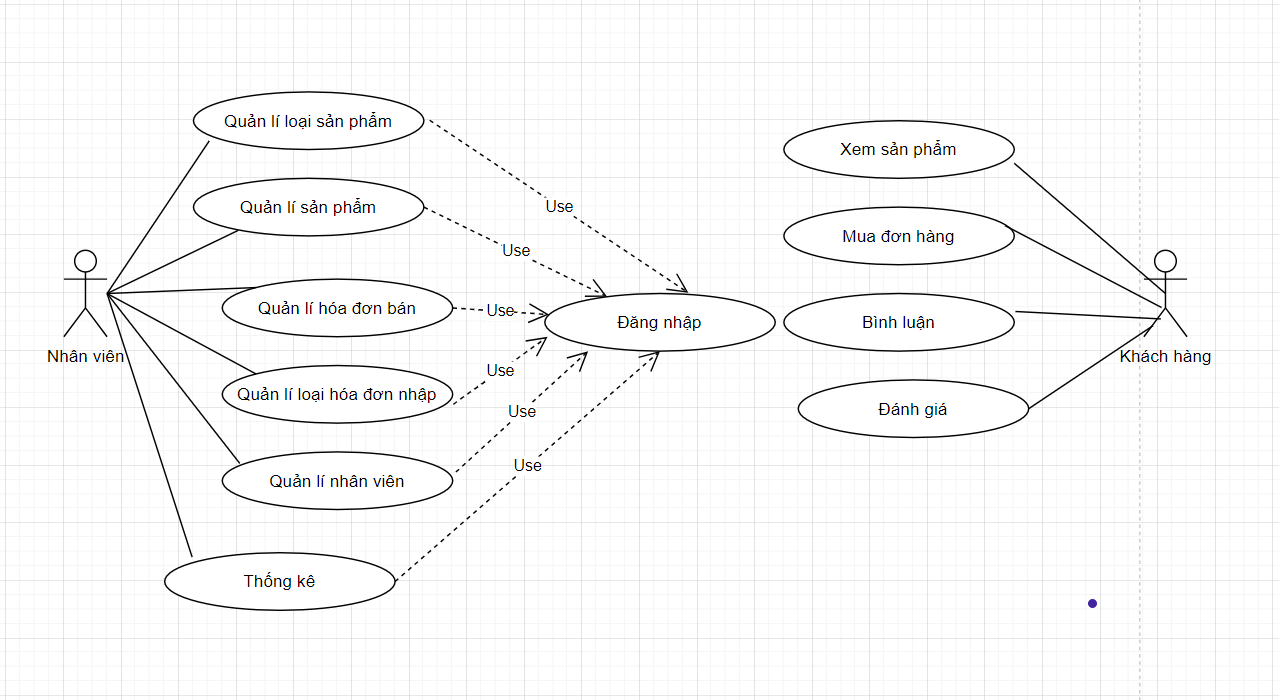 Quản lí loại sản phẩm
Quản lí sản phẩm
Quản lí hóa đơn bán
Quản lí loại hóa đơn nhập
Quản lí nhân viên
Thống kê
Nhân viên
Use
Use
Use
Use
Use
Use
Đăng nhập
Xem sản phẩm
Mua đơn hàng
Bình luận
Đánh giá
Khách hàng